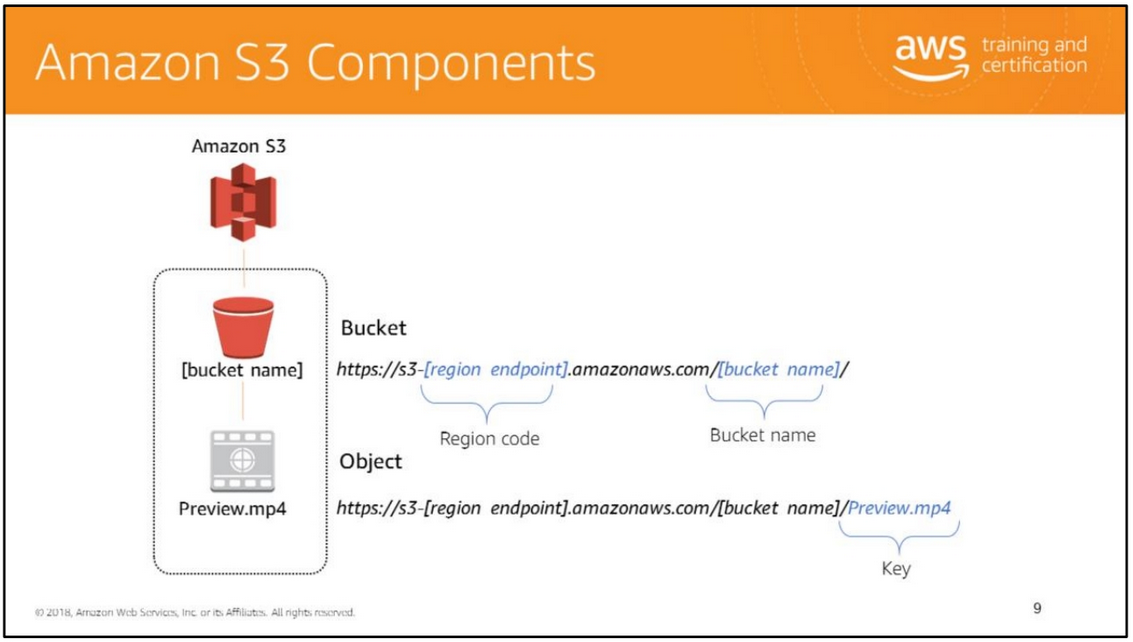 Amazon S3 Components
aws training and
certification
Amazon S3
Bucket
[bucket name]
https://s3-[region endpoint].amazonaws.com/[bucket name]/
Region code
Bucket name
Object
Preview.mp4
https://s3-[region endpoint].amazonaws.com/[bucket name]/Preview.mp4
Key
© 2018, Amazon Web Services, Inc. or its Affiliates. All rights reserved.
9